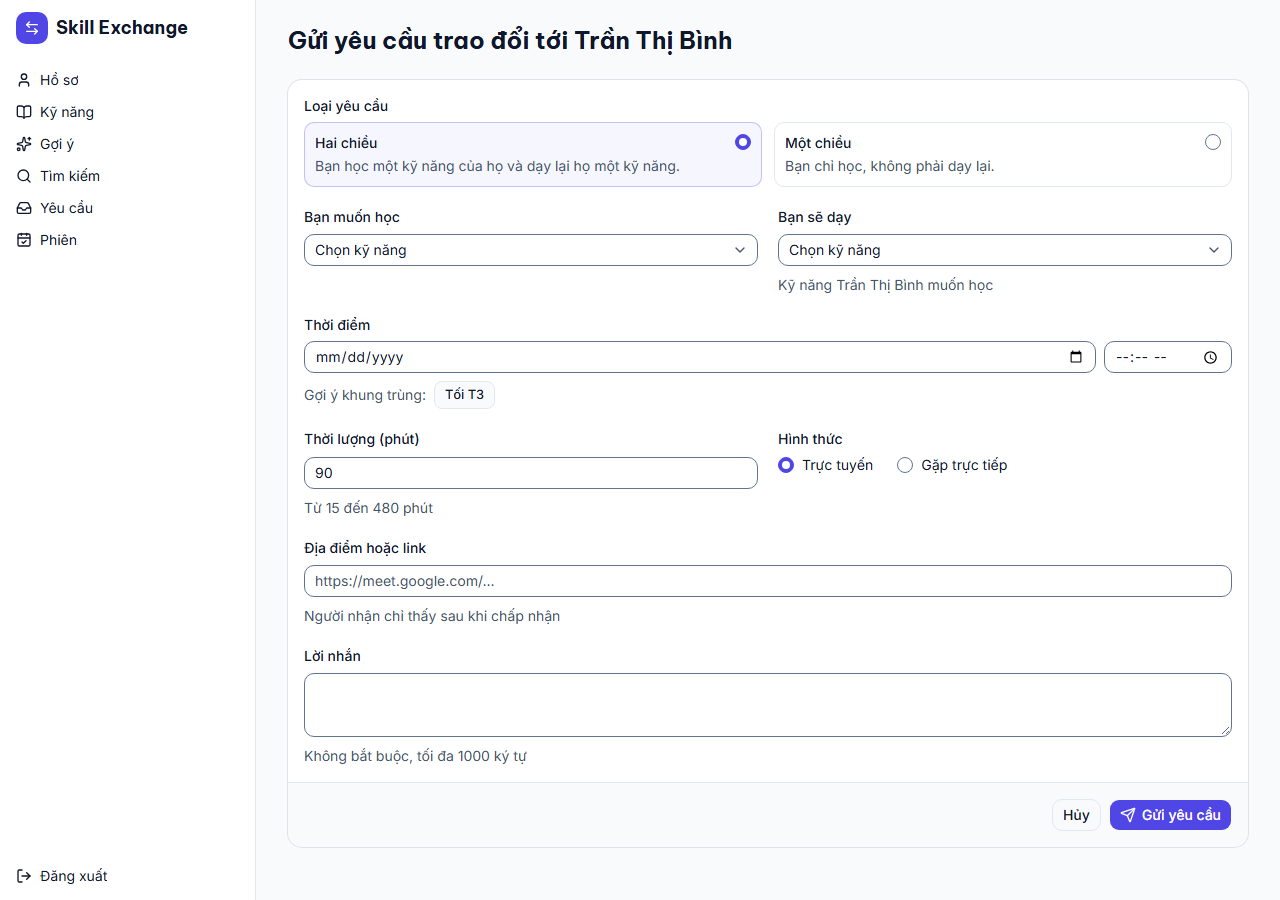 Skill Exchange
Hồ sơ
Kỹ năng
Gợi ý
Tìm kiếm
Yêu cầu
Phiên
Đăng xuất
Gửi yêu cầu trao đổi tới Trần Thị Bình
Loại yêu cầu
Hai chiều
Bạn học một kỹ năng của họ và dạy lại họ một kỹ năng.
Một chiều
Bạn chỉ học, không phải dạy lại.
Bạn muốn học
Chọn kỹ năng
Bạn sẽ dạy
Chọn kỹ năng
Kỹ năng Trần Thị Bình muốn học
Thời điểm
mm/dd/yyyy
--:-- --
Gợi ý khung trùng: Tối T3
Thời lượng (phút)
90
Từ 15 đến 480 phút
Hình thức
Trực tuyến Gặp trực tiếp
Địa điểm hoặc link
https://meet.google.com/...
Người nhận chỉ thấy sau khi chấp nhận
Lời nhắn
Không bắt buộc, tối đa 1000 ký tự
Hủy Gửi yêu cầu